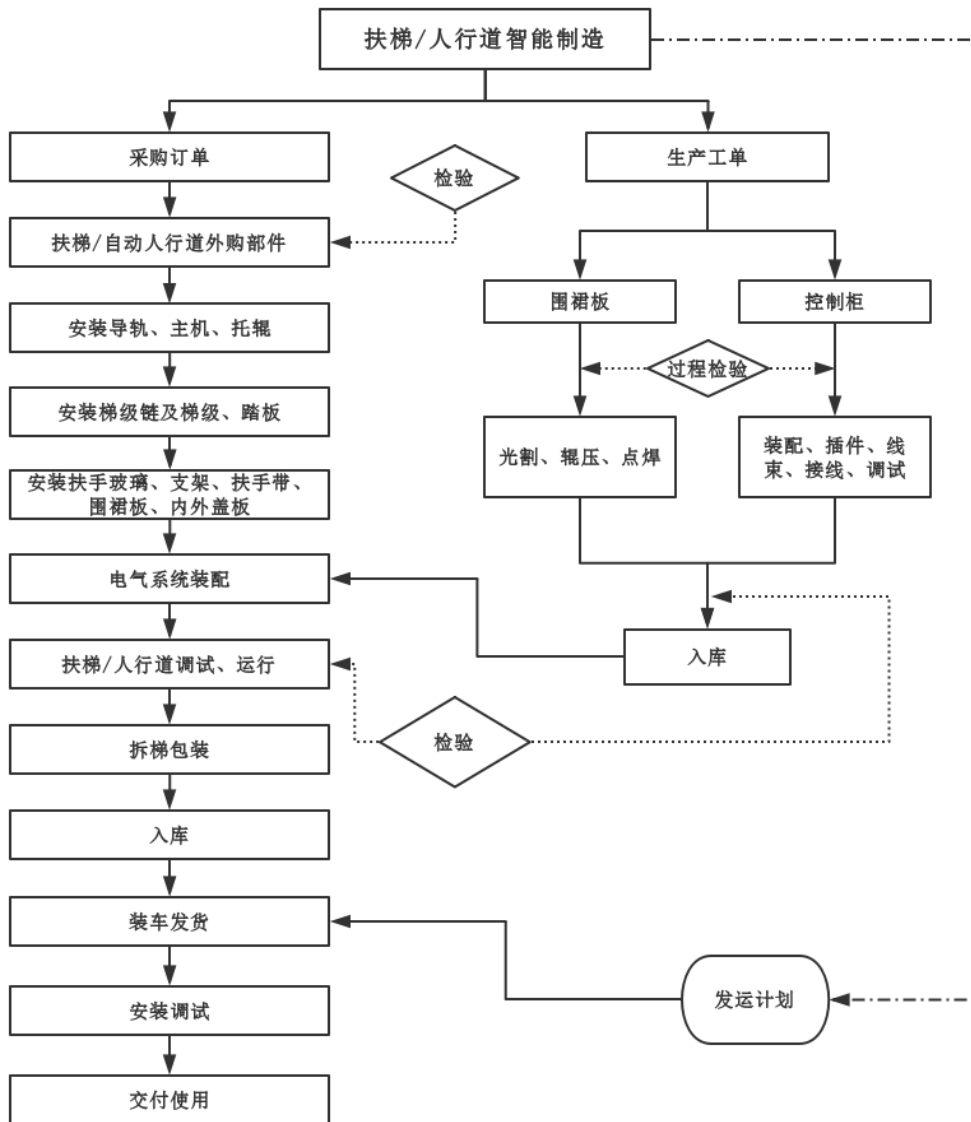 扶梯/人行道智能制造
采购订单
检验
生产工单
扶梯/自动人行道外购部件
围裙板
控制柜
安装导轨、主机、托辊
过程检验
安装梯级链及梯级、踏板
光割、辊压、点焊
装配、插件、线
束、接线、调试
安装扶手玻璃、支架、扶手带、
围裙板、内外盖板
电气系统装配
入库
扶梯/人行道调试、运行
检验
拆梯包装
入库
装车发货
发运计划
安装调试
交付使用